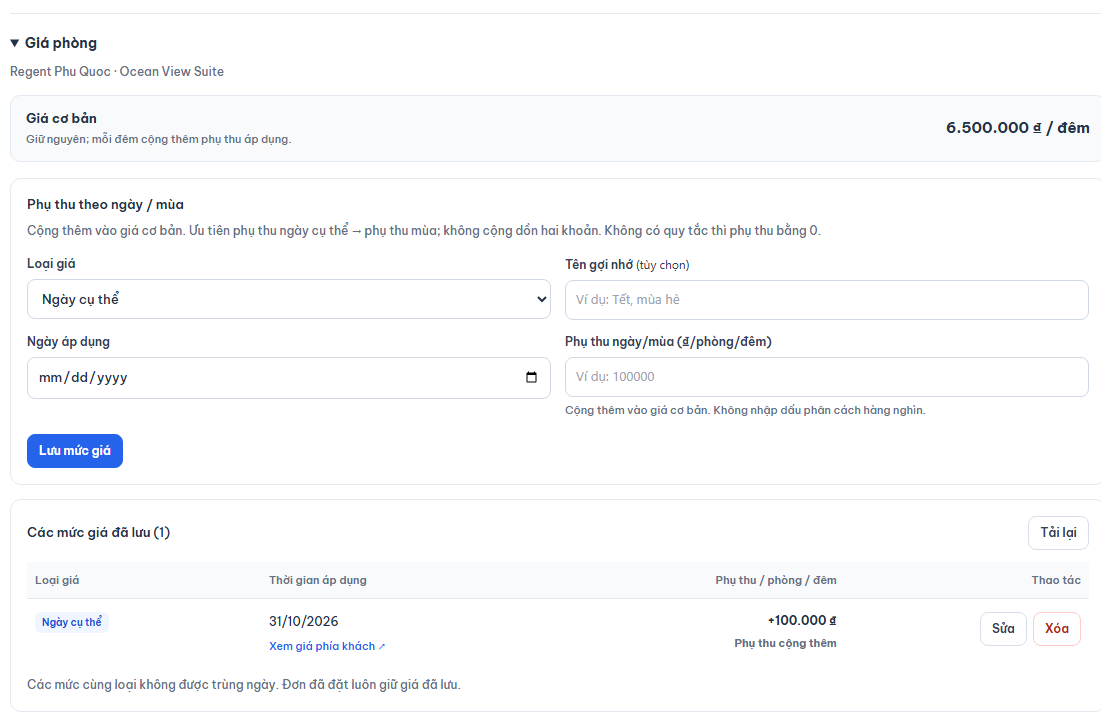 ▼ Giá phòng
Regent Phu Quoc · Ocean View Suite
Giá cơ bản
Giữ nguyên; mỗi đêm cộng thêm phụ thu áp dụng.
6.500.000 ₫ / đêm
Phụ thu theo ngày / mùa
Cộng thêm vào giá cơ bản. Ưu tiên phụ thu ngày cụ thể → phụ thu mùa; không cộng dồn hai khoản. Không có quy tắc thì phụ thu bằng 0.
Loại giá
Tên gợi nhớ (tùy chọn)
Ngày cụ thể
Ví dụ: Tết, mùa hè
Ngày áp dụng
Phụ thu ngày/mùa (₫/phòng/đêm)
mm/dd/yyyy
Ví dụ: 100000
Cộng thêm vào giá cơ bản. Không nhập dấu phân cách hàng nghìn.
Lưu mức giá
Các mức giá đã lưu (1)
Tải lại
Loại giá Thời gian áp dụng Phụ thu / phòng / đêm Thao tác
Ngày cụ thể 31/10/2026 +100.000 ₫ Sửa Xóa
Xem giá phía khách ↗ Phụ thu cộng thêm
Các mức cùng loại không được trùng ngày. Đơn đã đặt luôn giữ giá đã lưu.